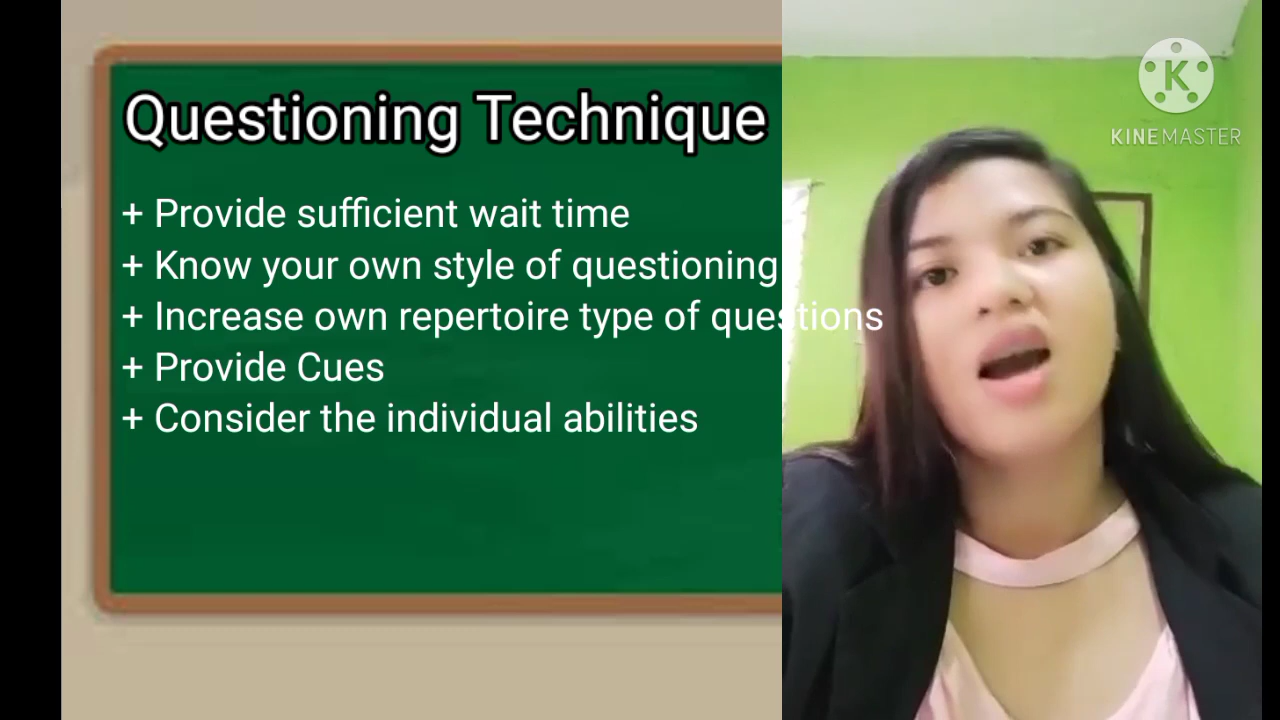 Questioning Technique
+ Provide sufficient wait time
+ Know your own style of questioning
+ Increase own repertoire type of questions
+ Provide Cues
+ Consider the individual abilities
K
KINEMASTER